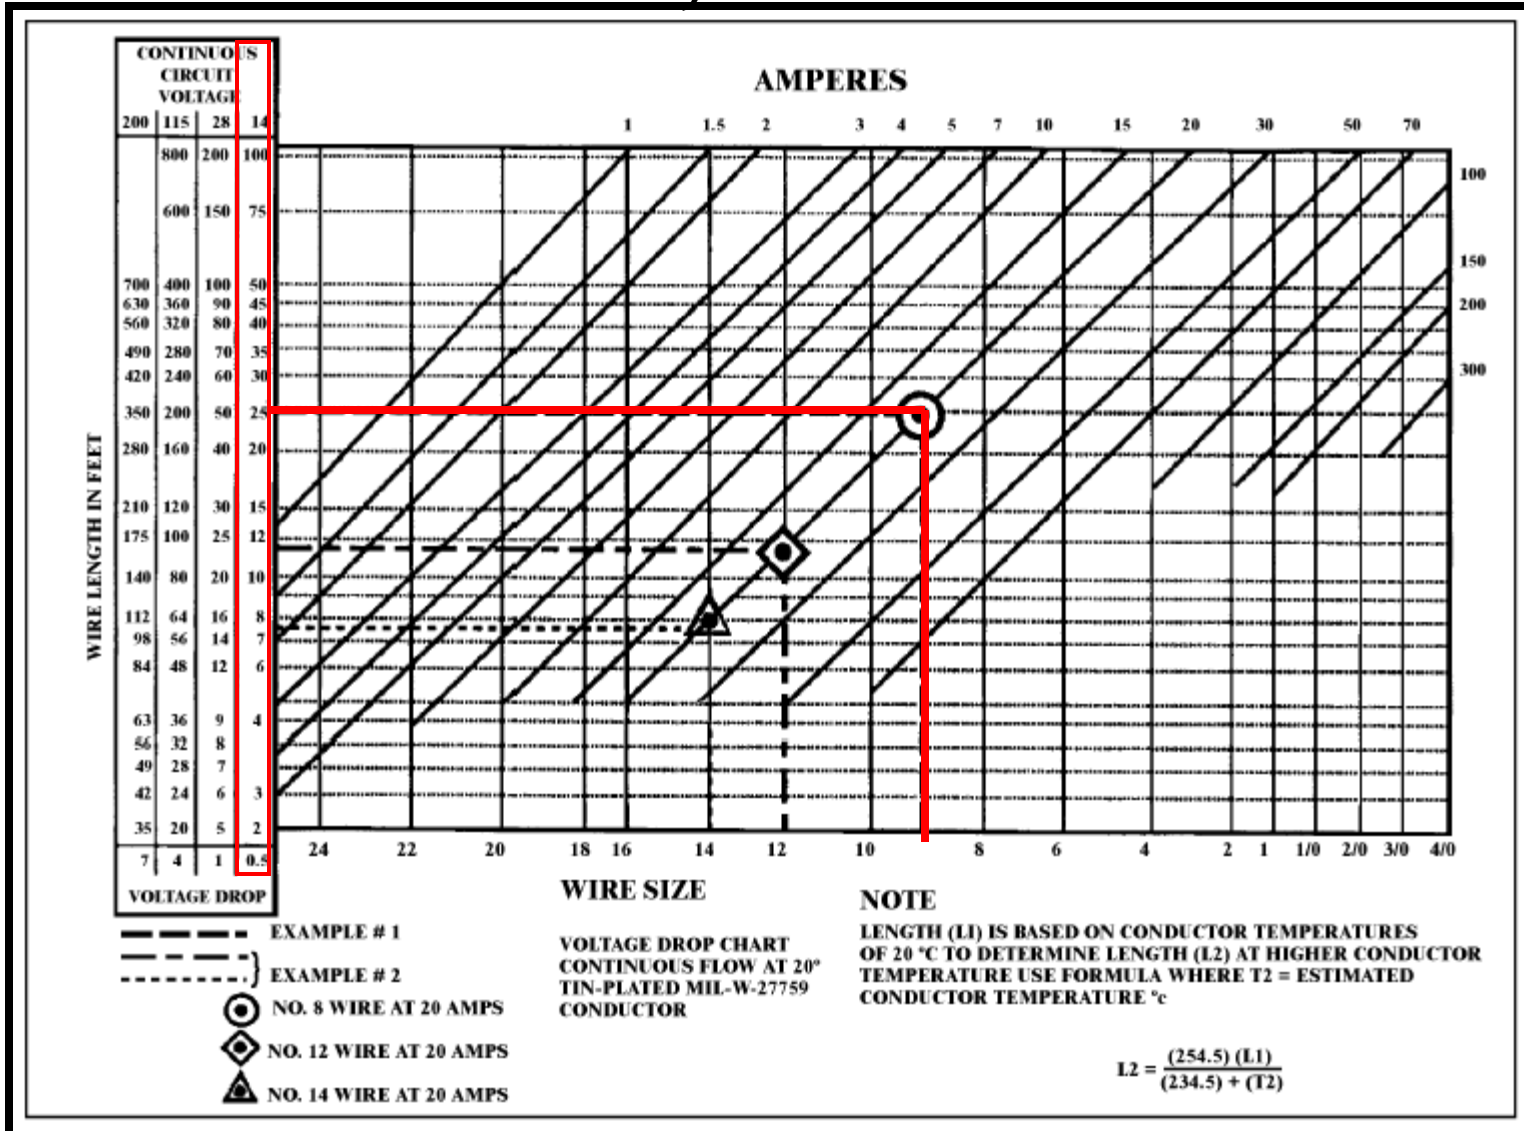 CONTINUOUS
CIRCUIT
VOLTAGE
AMPERES
200 115 28 14
1 1.5 2 3 4 5 7 10 15 20 30 50 70
800 200 100
100
600 150 75
150
700 400 100 50
630 360 90 45
200
560 320 80 40
490 280 70 35
420 240 60 30
300
350 200 50 25
280 160 40 20
210 120 30 15
175 100 25 12
140 80 20 10
112 64 16 8
98 56 14 7
84 48 12 6
63 36 9 4
56 32 8
49 28 7
42 24 6 3
35 20 5 2
7 4 1 0.5
WIRE LENGTH IN FEET
24 22 20 18 16 14 12 10 8 6 4 2 1 1/0 2/0 3/0 4/0
VOLTAGE DROP
WIRE SIZE
EXAMPLE # 1
EXAMPLE # 2
NO. 8 WIRE AT 20 AMPS
NO. 12 WIRE AT 20 AMPS
NO. 14 WIRE AT 20 AMPS
VOLTAGE DROP CHART
CONTINUOUS FLOW AT 20°
TIN-PLATED MIL-W-27759
CONDUCTOR
NOTE
LENGTH (LI) IS BASED ON CONDUCTOR TEMPERATURES
OF 20 °C TO DETERMINE LENGTH (L2) AT HIGHER CONDUCTOR
TEMPERATURE USE FORMULA WHERE T2 = ESTIMATED
CONDUCTOR TEMPERATURE °c
L2 = (254.5) (L1)
(234.5) + (T2)